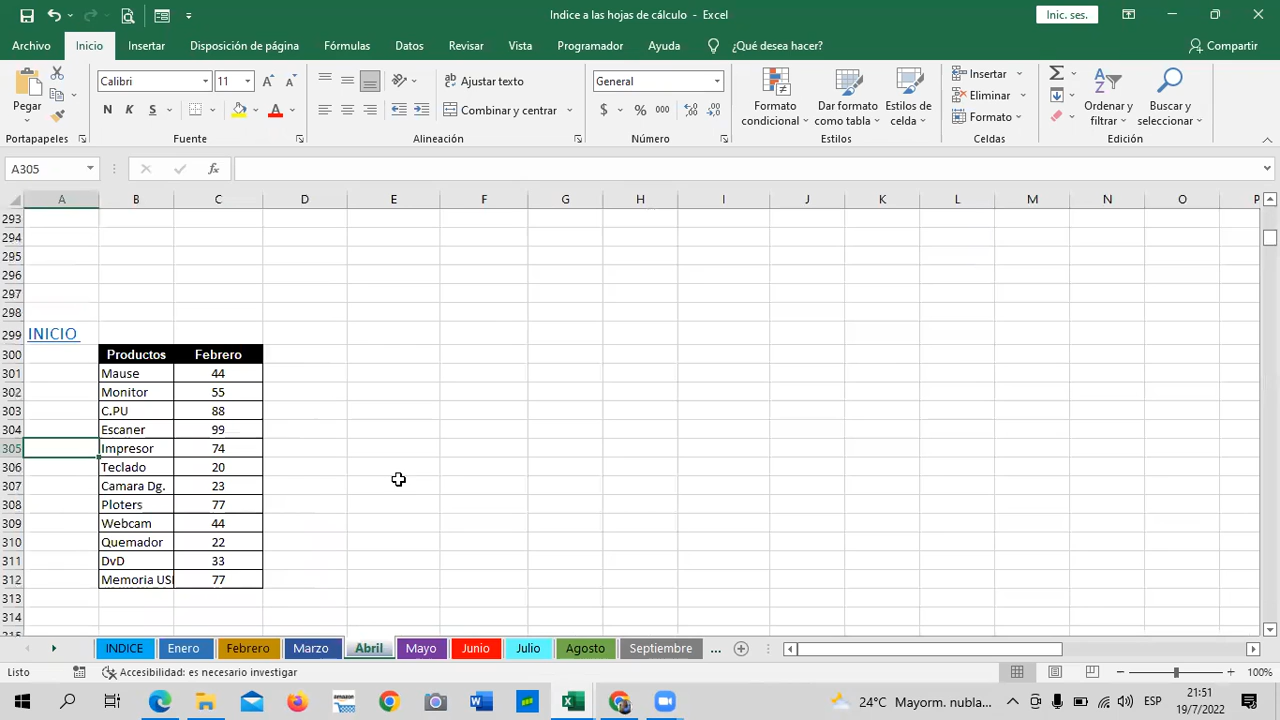 Indice a las hojas de cálculo - Excel
Inic. ses.
Archivo Inicio Insertar Disposición de página Fórmulas Datos Revisar Vista Programador Ayuda ¿Qué desea hacer? Compartir
Pegar
Calibri 11
N K S
Ajustar texto
Combinar y centrar
General
$ % 000
Formato condicional
Dar formato como tabla
Estilos de celda
Insertar
Eliminar
Formato
Ordenar y filtrar
Buscar y seleccionar
Portapapeles Fuente Alineación Número Estilos Celdas Edición
A305 fx
A B C D E F G H I J K L M N O P
293
294
295
296
297
298
299 INICIO
300 Productos Febrero
301 Mause 44
302 Monitor 55
303 C.PU 88
304 Escaner 99
305 Impresor 74
306 Teclado 20
307 Camara Dg. 23
308 Ploters 77
309 Webcam 44
310 Quemador 22
311 DvD 33
312 Memoria US 77
313
314
315
INDICE Enero Febrero Marzo Abril Mayo Junio Julio Agosto Septiembre ...
Listo Accesibilidad: es necesario investigar 100%
24°C Mayorm. nubla... ESP 21:51
19/7/2022